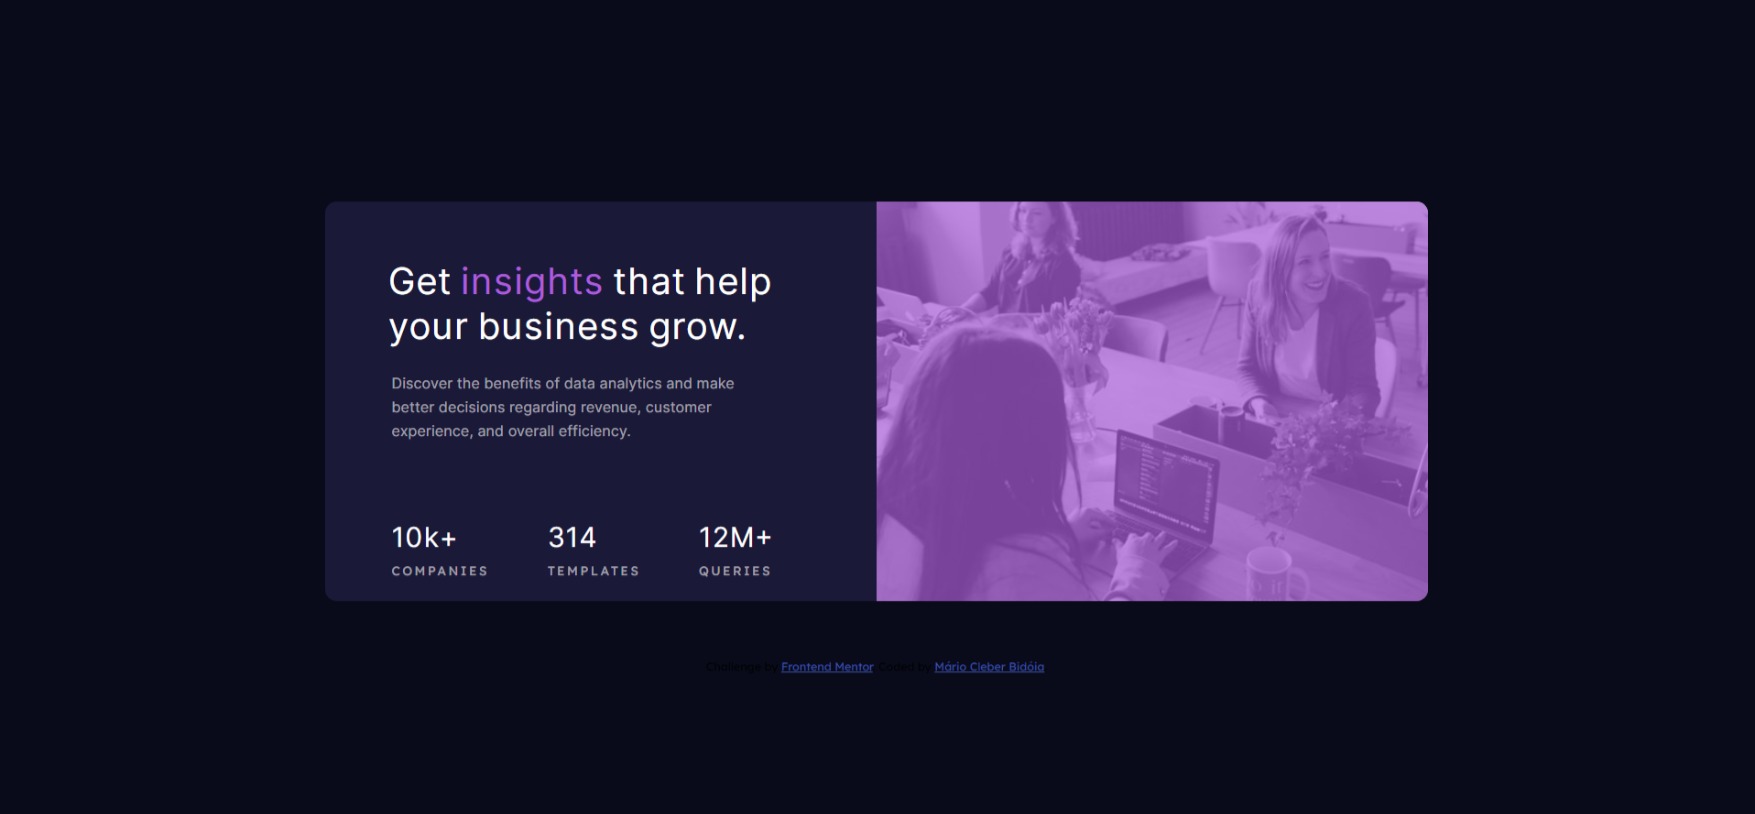 Get insights that help
your business grow.
Discover the benefits of data analytics and make
better decisions regarding revenue, customer
experience, and overall efficiency.
10k+ 314 12M+
COMPANIES TEMPLATES QUERIES
Challenge by Frontend Mentor. Coded by Mário Cleber Bidóia